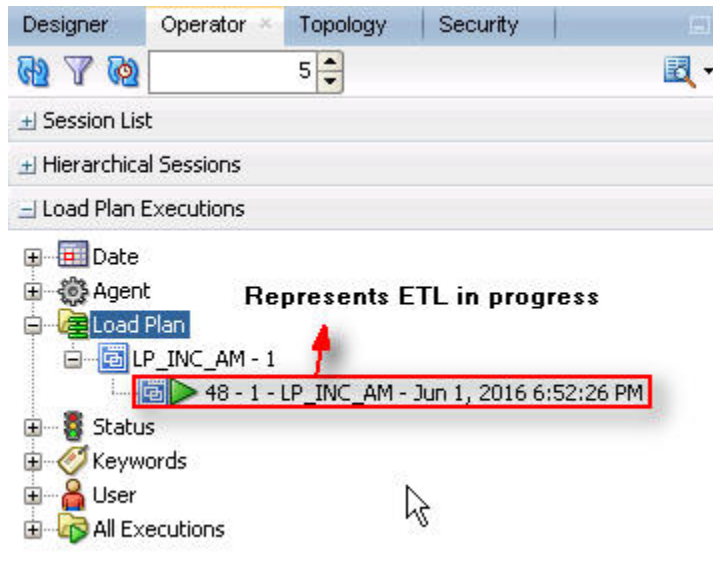 Designer Operator Topology Security
5
Session List
Hierarchical Sessions
Load Plan Executions
Date
Agent
Represents ETL in progress
Load Plan
LP_INC_AM - 1
48 - 1 - LP_INC_AM - Jun 1, 2016 6:52:26 PM
Status
Keywords
User
All Executions